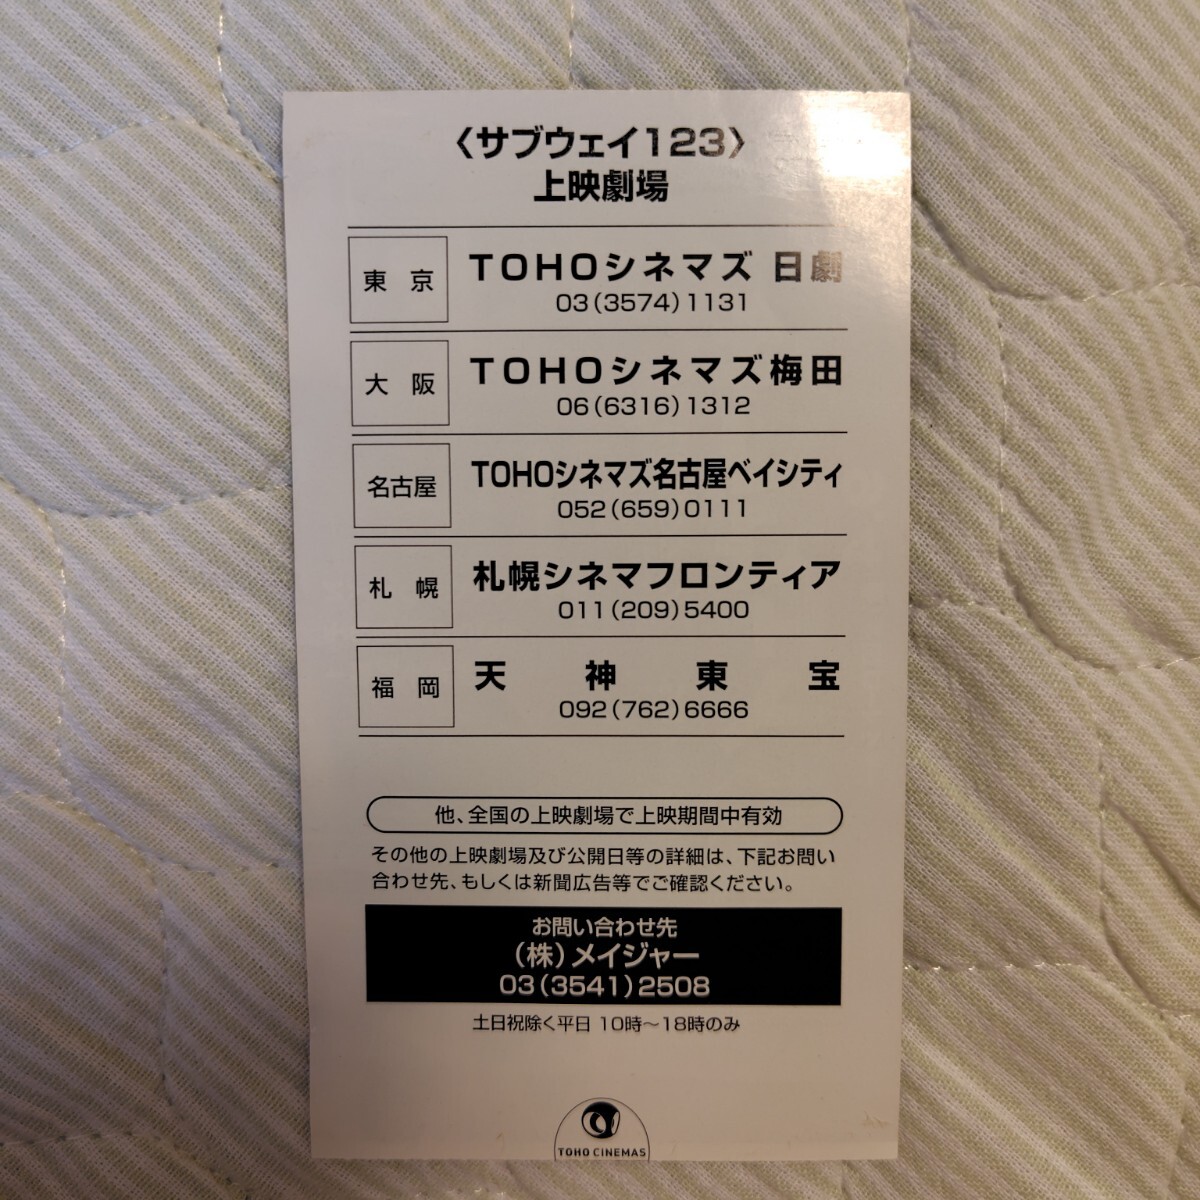 〈サブウェイ123〉
上映劇場
東京
TOHOシネマズ 日劇
03(3574)1131
大阪
TOHOシネマズ梅田
06(6316)1312
名古屋
TOHOシネマズ名古屋ベイシティ
052(659)0111
札幌
札幌シネマフロンティア
011(209)5400
福岡
天神東宝
092(762)6666
他、全国の上映劇場で上映期間中有効
その他の上映劇場及び公開日等の詳細は、下記お問い
合わせ先、もしくは新聞広告等でご確認ください。
お問い合わせ先
(株)メイジャー
03(3541)2508
土日祝除く平日 10時〜18時のみ
TOHO CINEMAS